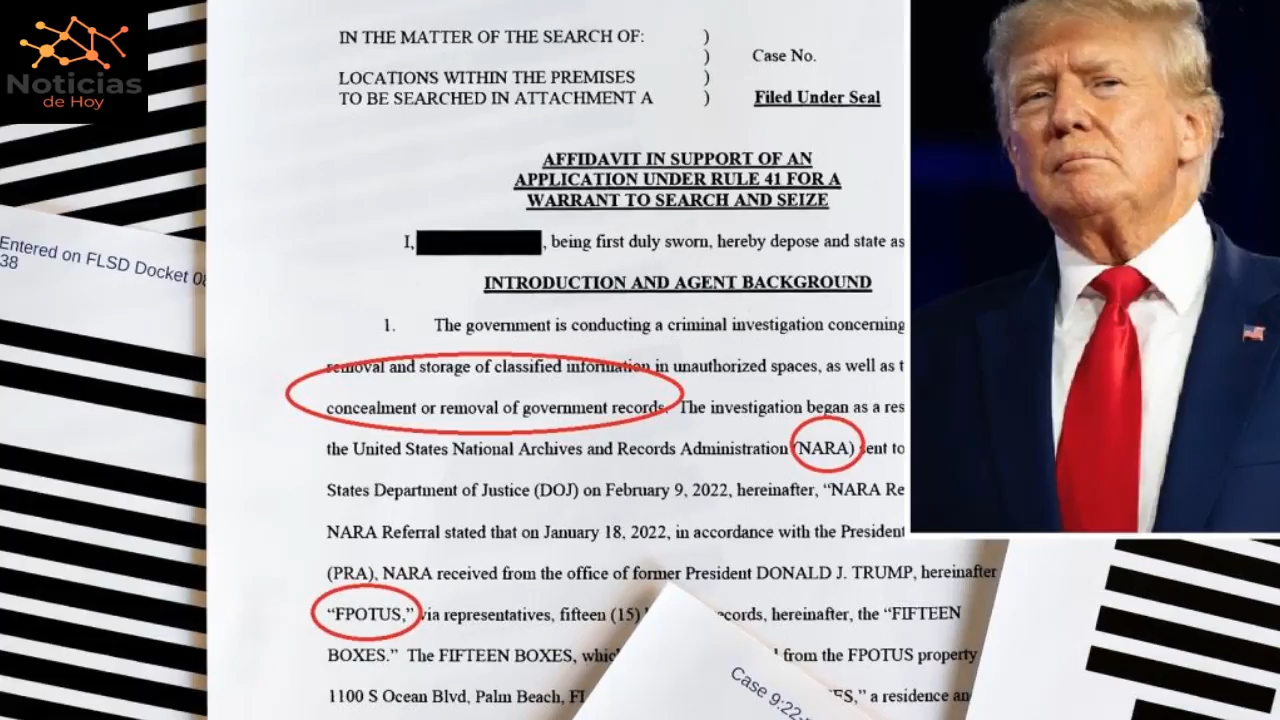 Noticias
de Hoy
Entered on FLSD Docket
38
IN THE MATTER OF THE SEARCH OF: )
) Case No.
LOCATIONS WITHIN THE PREMISES )
TO BE SEARCHED IN ATTACHMENT A ) Filed Under Seal
AFFIDAVIT IN SUPPORT OF AN
APPLICATION UNDER RULE 41 FOR A
WARRANT TO SEARCH AND SEIZE
I, , being first duly sworn, hereby depose and state as
INTRODUCTION AND AGENT BACKGROUND
1. The government is conducting a criminal investigation concerning
removal and storage of classified information in unauthorized spaces, as well as t
concealment or removal of government records. The investigation began as a res
the United States National Archives and Records Administration (NARA) sent to
States Department of Justice (DOJ) on February 9, 2022, hereinafter, “NARA Re
NARA Referral stated that on January 18, 2022, in accordance with the President
(PRA), NARA received from the office of former President DONALD J. TRUMP, hereinafter
“FPOTUS,” via representatives, fifteen (15) records, hereinafter, the “FIFTEEN
BOXES.” The FIFTEEN BOXES, from the FPOTUS property
1100 S Ocean Blvd, Palm Beach, a residence
Case 9:22-